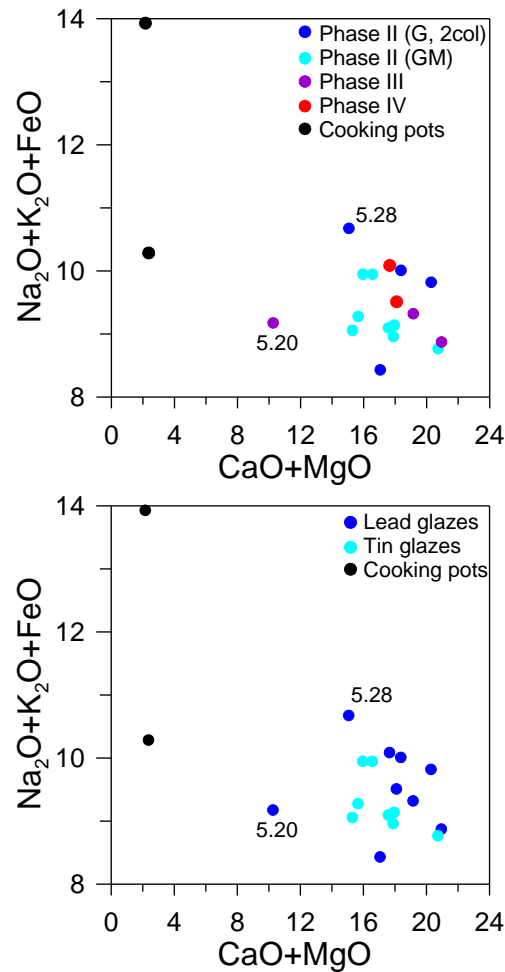 14
Phase II (G, 2col)
Phase II (GM)
Phase III
Phase IV
12
Cooking pots
Na₂O+K₂O+FeO
5.28
10
5.20
8
0 4 8 12 16 20 24
CaO+MgO
14
Lead glazes
Tin glazes
Cooking pots
12
Na₂O+K₂O+FeO
5.28
10
5.20
8
0 4 8 12 16 20 24
CaO+MgO